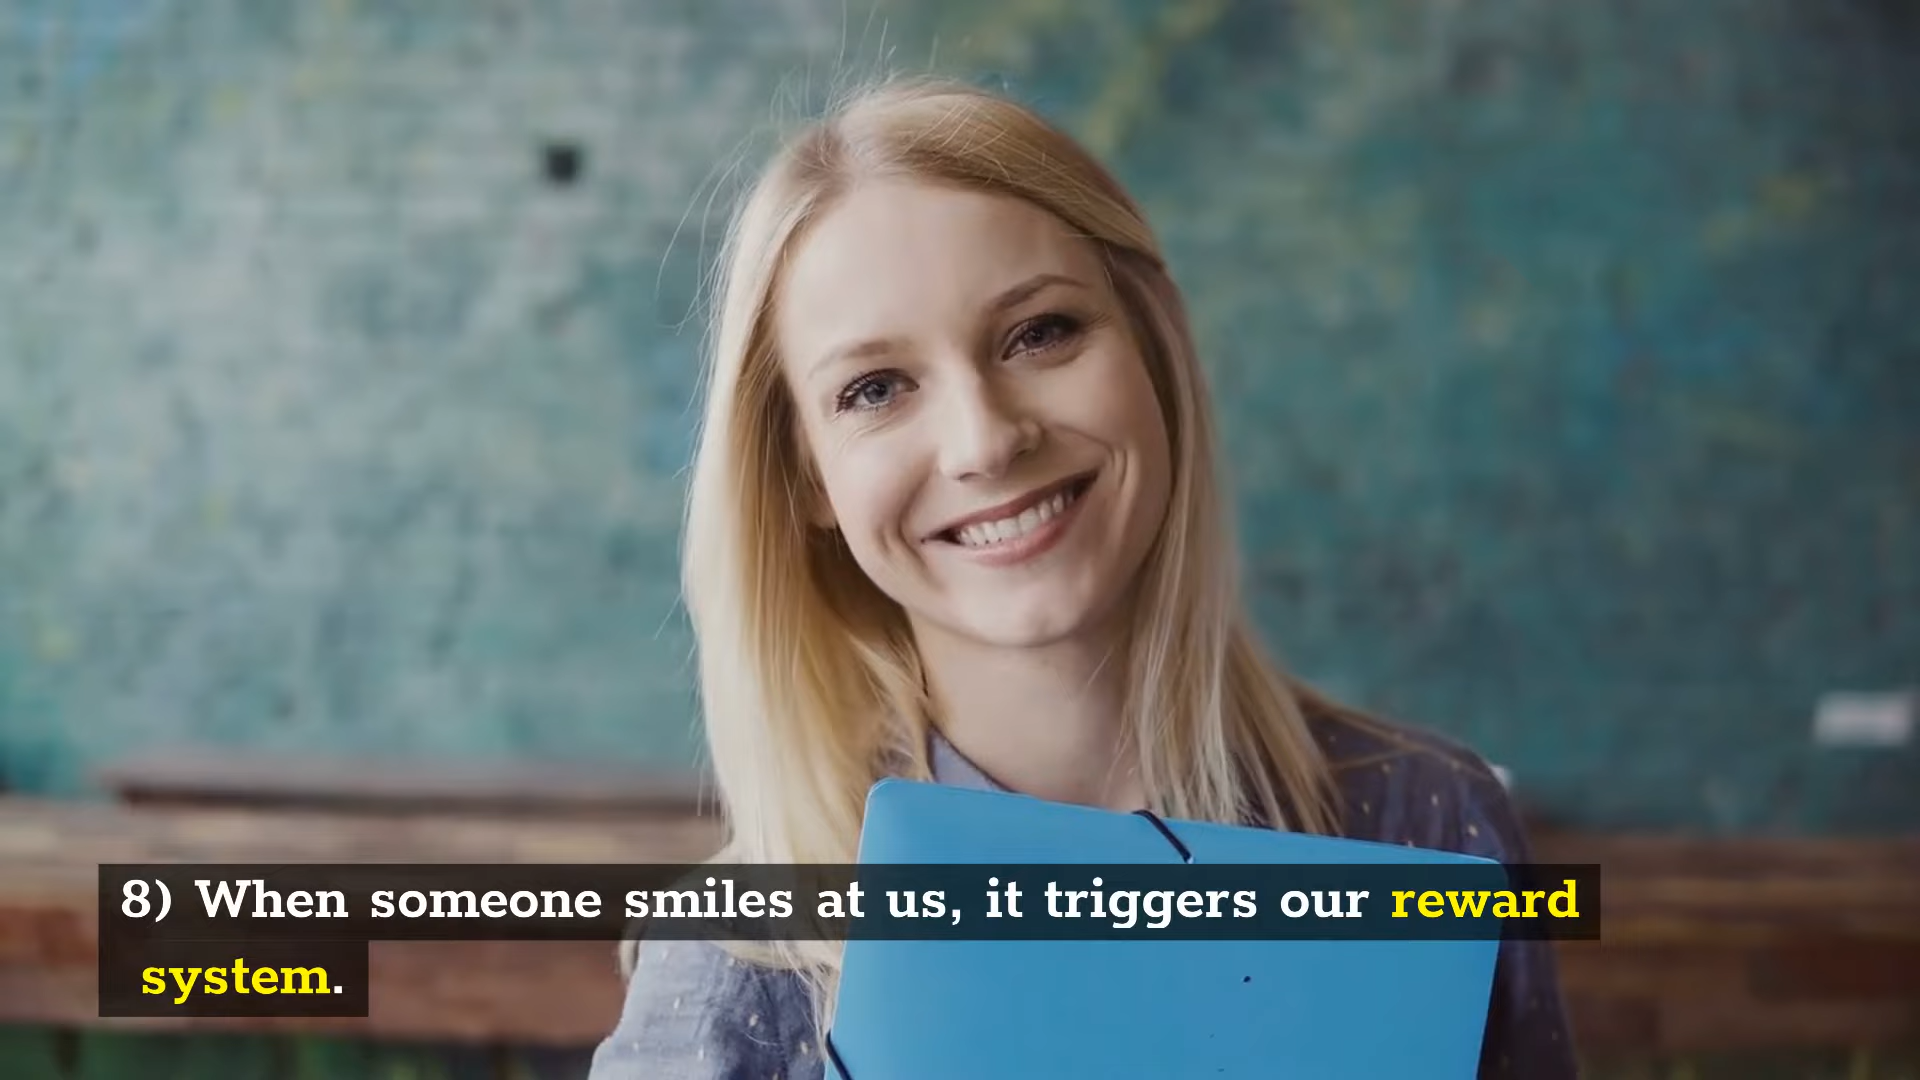 8) When someone smiles at us, it triggers our reward
system.